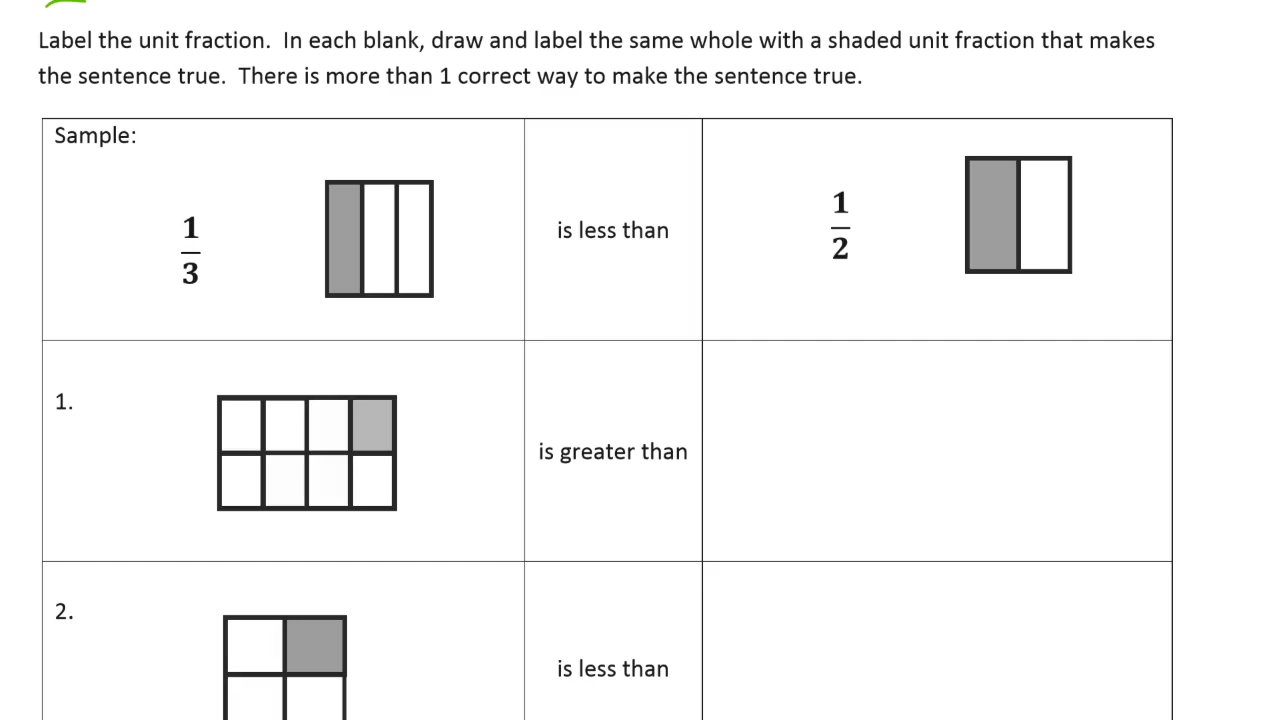 Label the unit fraction.  In each blank, draw and label the same whole with a shaded unit fraction that makes
the sentence true.  There is more than 1 correct way to make the sentence true.
Sample:
1
3
is less than
1
2
1.
is greater than
2.
is less than